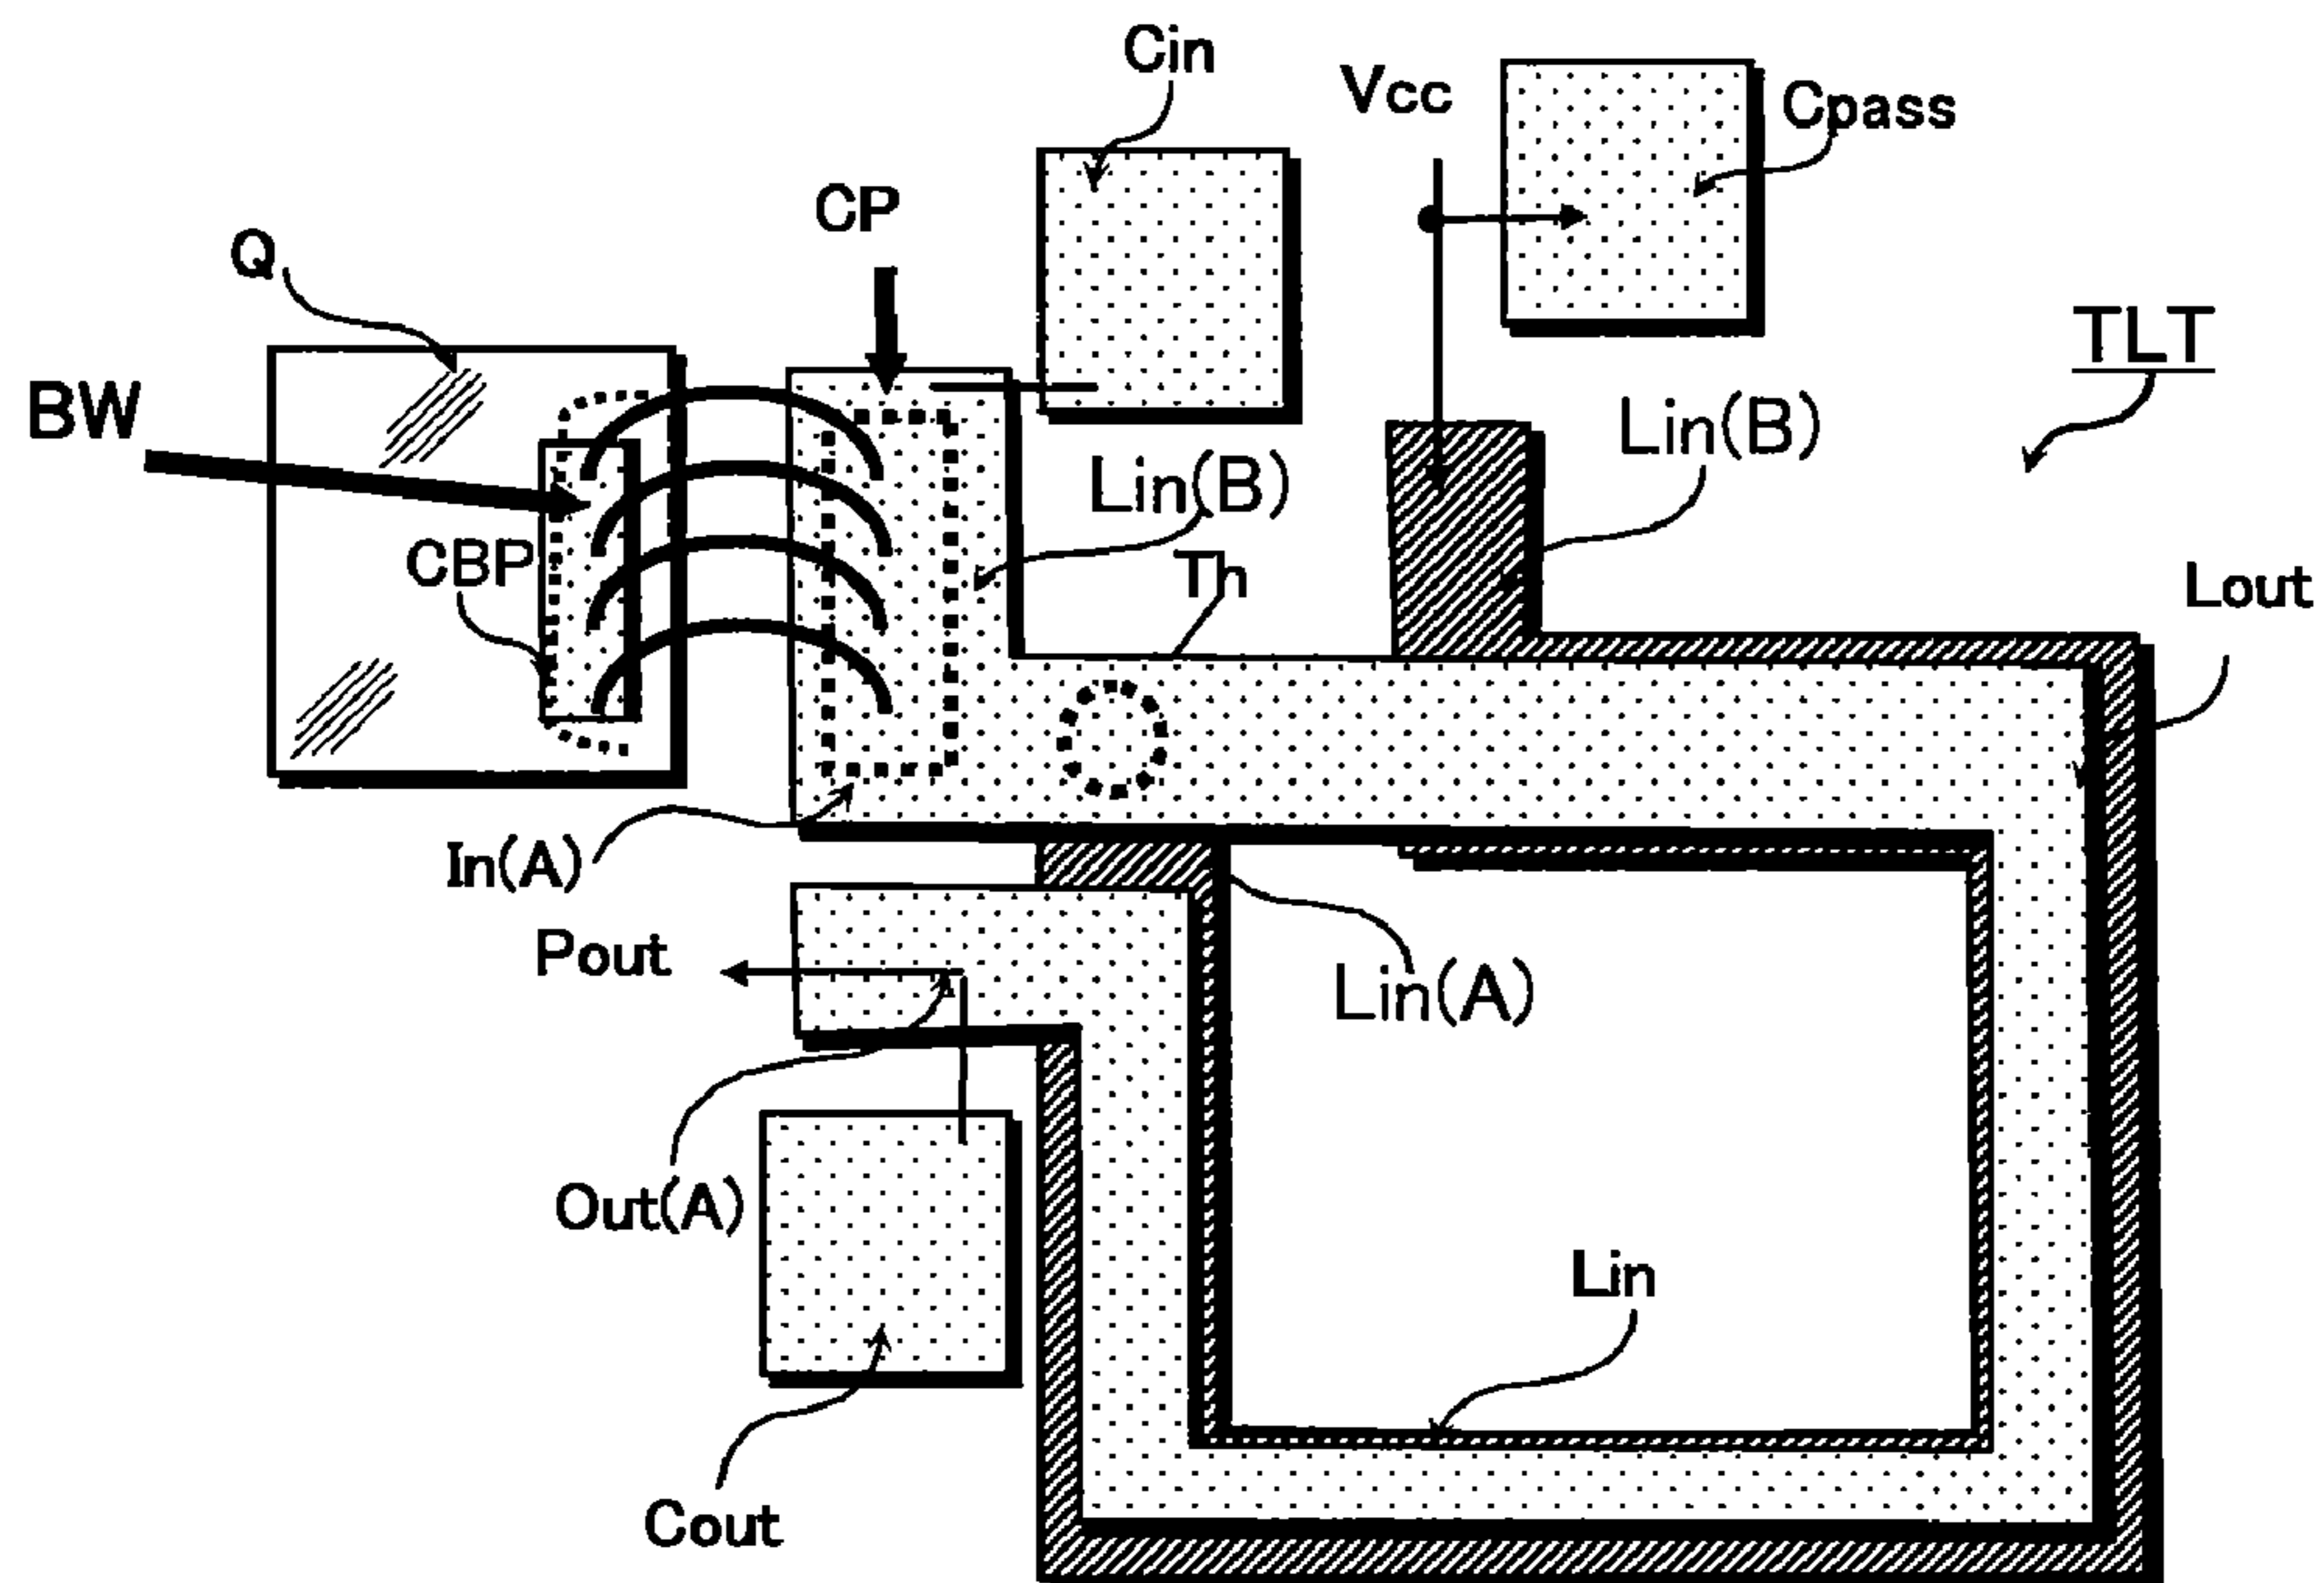 Cin
Vcc
Cpass
CP
Q
TLT
BW
Lin(B)
Lin(B)
CBP
Th
Lout
In(A)
Pout
Lin(A)
Out(A)
Lin
Cout